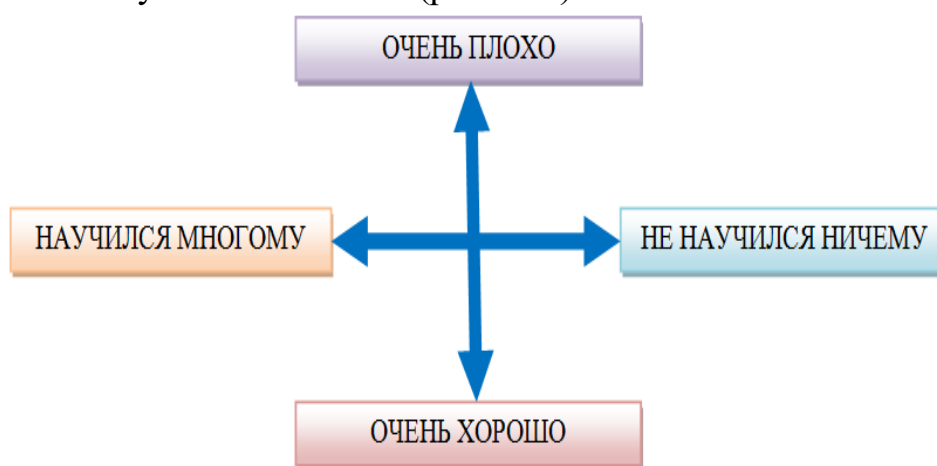 ОЧЕНЬ ПЛОХО
НАУЧИЛСЯ МНОГОМУ
НЕ НАУЧИЛСЯ НИЧЕМУ
ОЧЕНЬ ХОРОШО